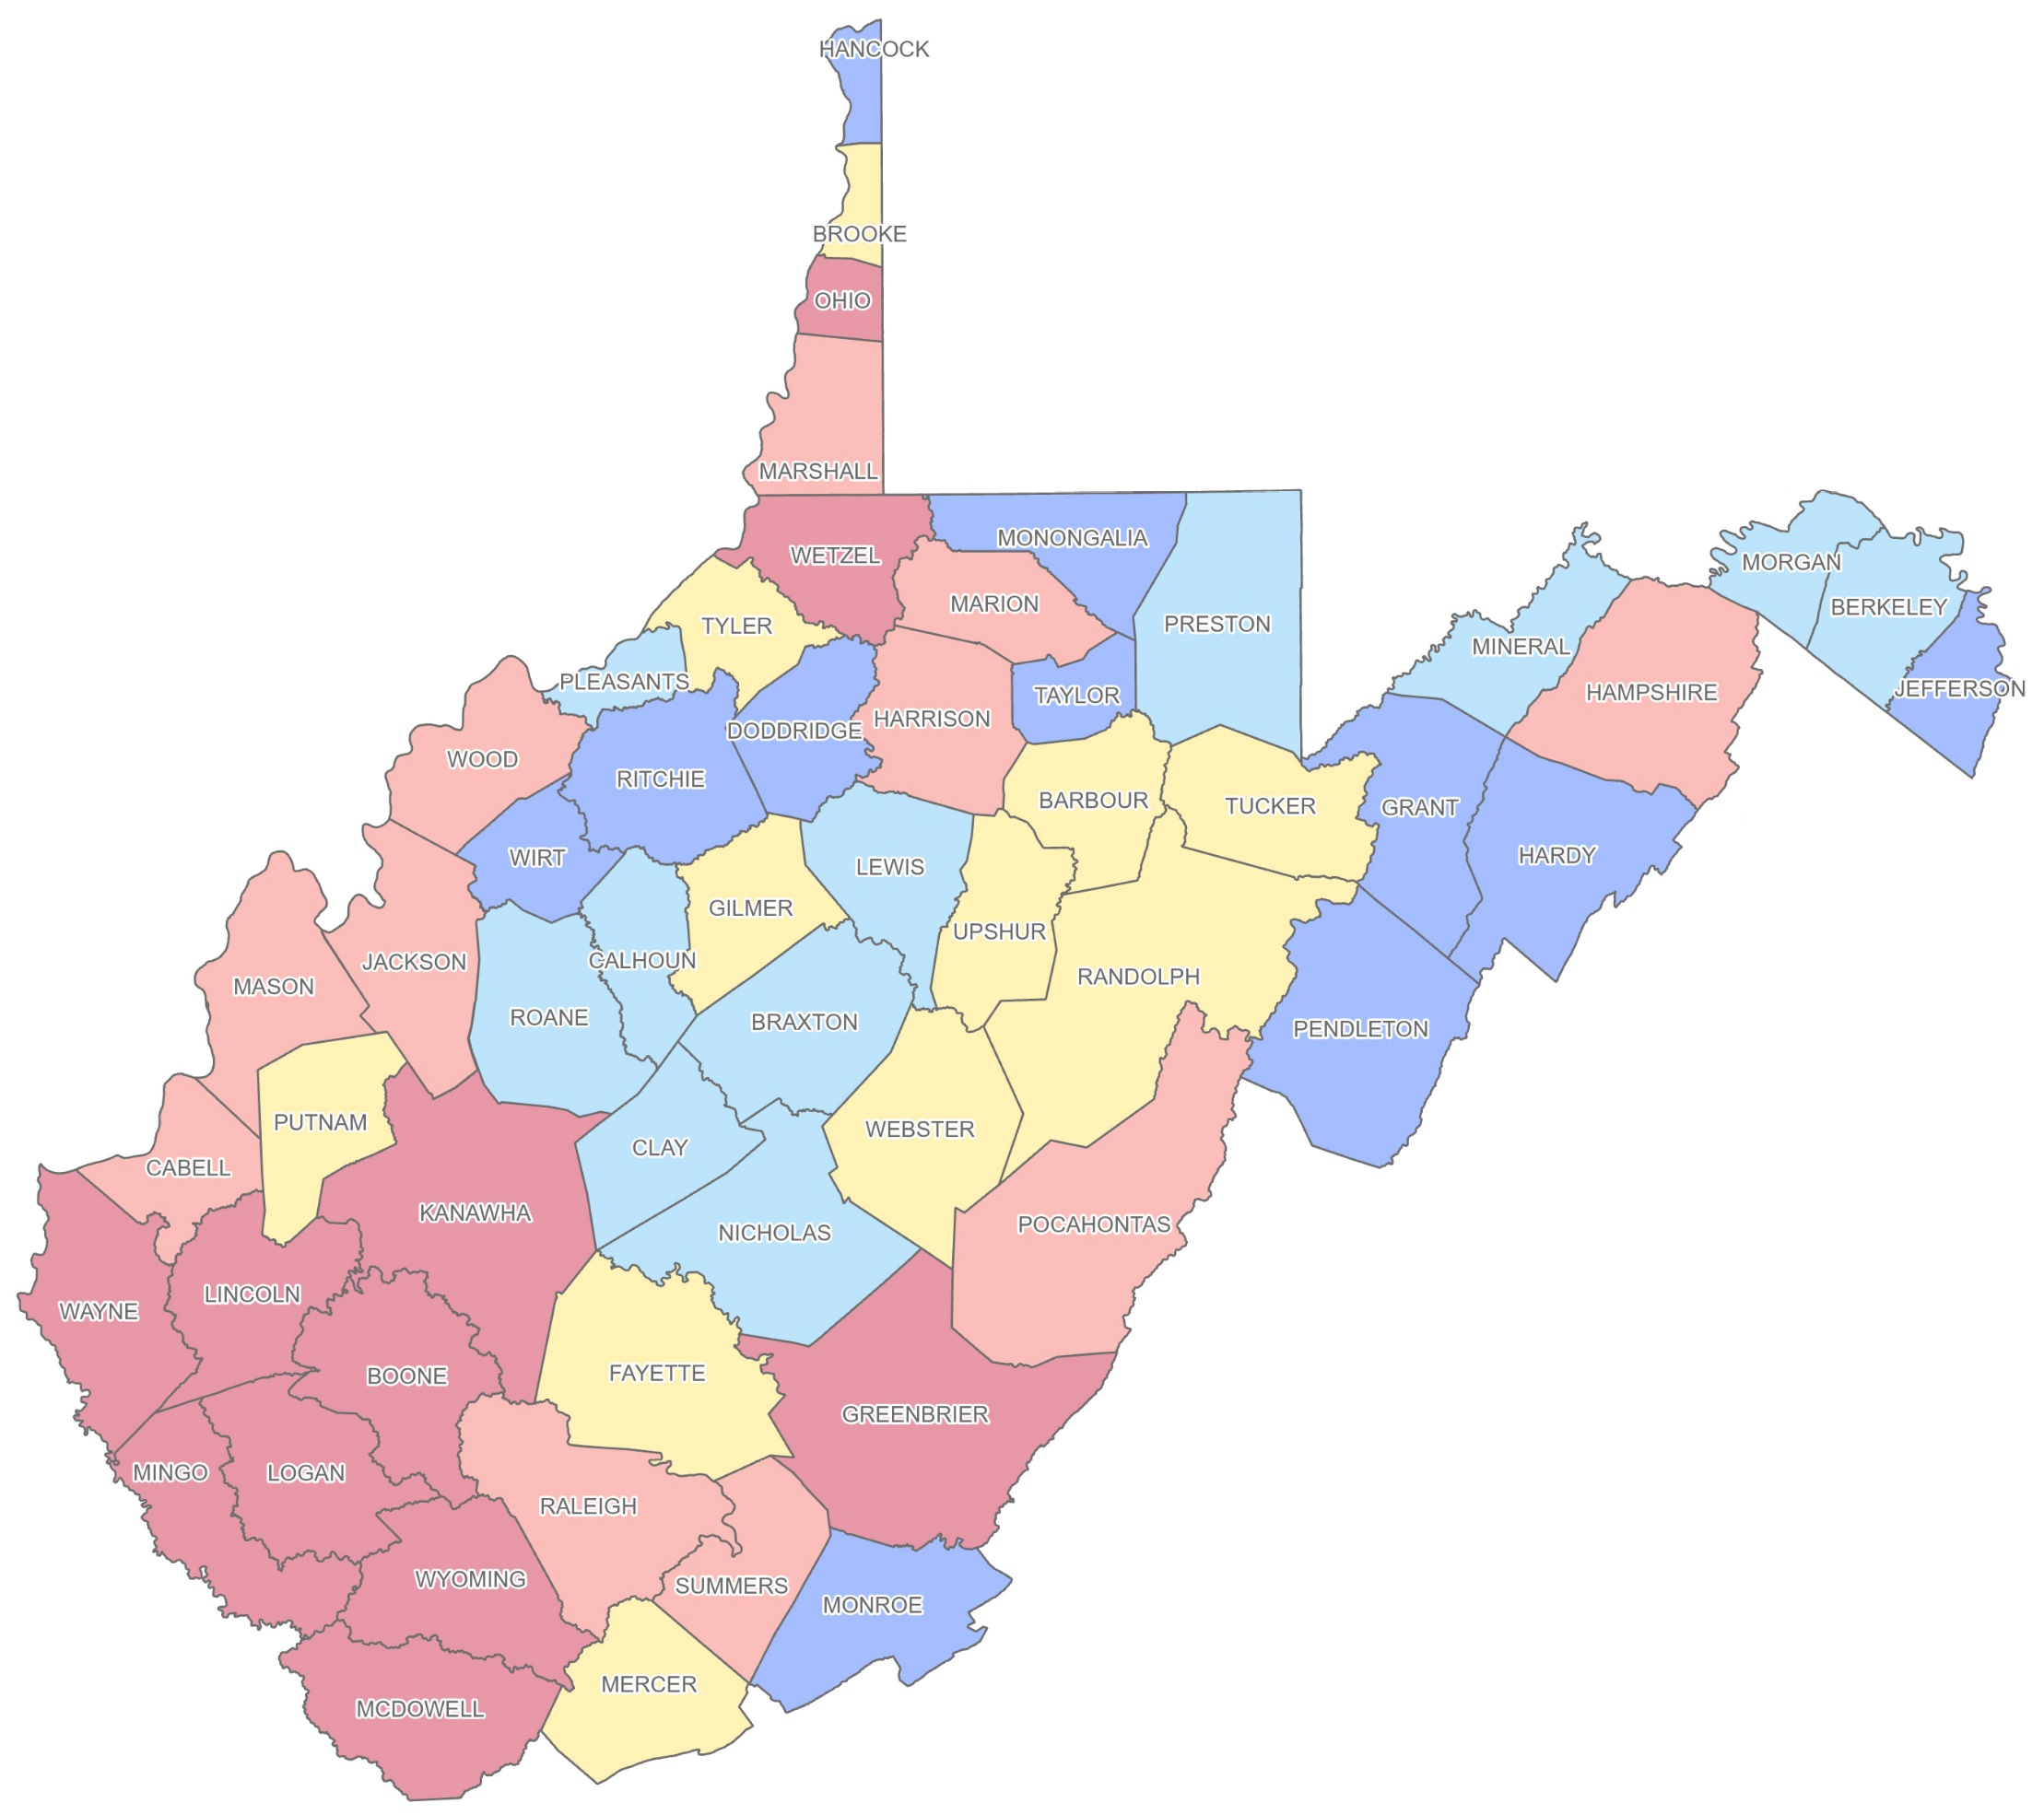 HANCOCK
BROOKE
OHIO
MARSHALL
WETZEL
MONONGALIA
MORGAN
MARION
BERKELEY
TYLER
PRESTON
MINERAL
PLEASANTS
TAYLOR
HAMPSHIRE
JEFFERSON
HARRISON
DODDRIDGE
WOOD
RITCHIE
BARBOUR
TUCKER
GRANT
WIRT
LEWIS
HARDY
GILMER
UPSHUR
JACKSON
CALHOUN
RANDOLPH
MASON
ROANE
BRAXTON
PENDLETON
PUTNAM
WEBSTER
CLAY
CABELL
KANAWHA
NICHOLAS
POCAHONTAS
LINCOLN
WAYNE
BOONE
FAYETTE
GREENBRIER
MINGO
LOGAN
RALEIGH
WYOMING
SUMMERS
MONROE
MERCER
MCDOWELL